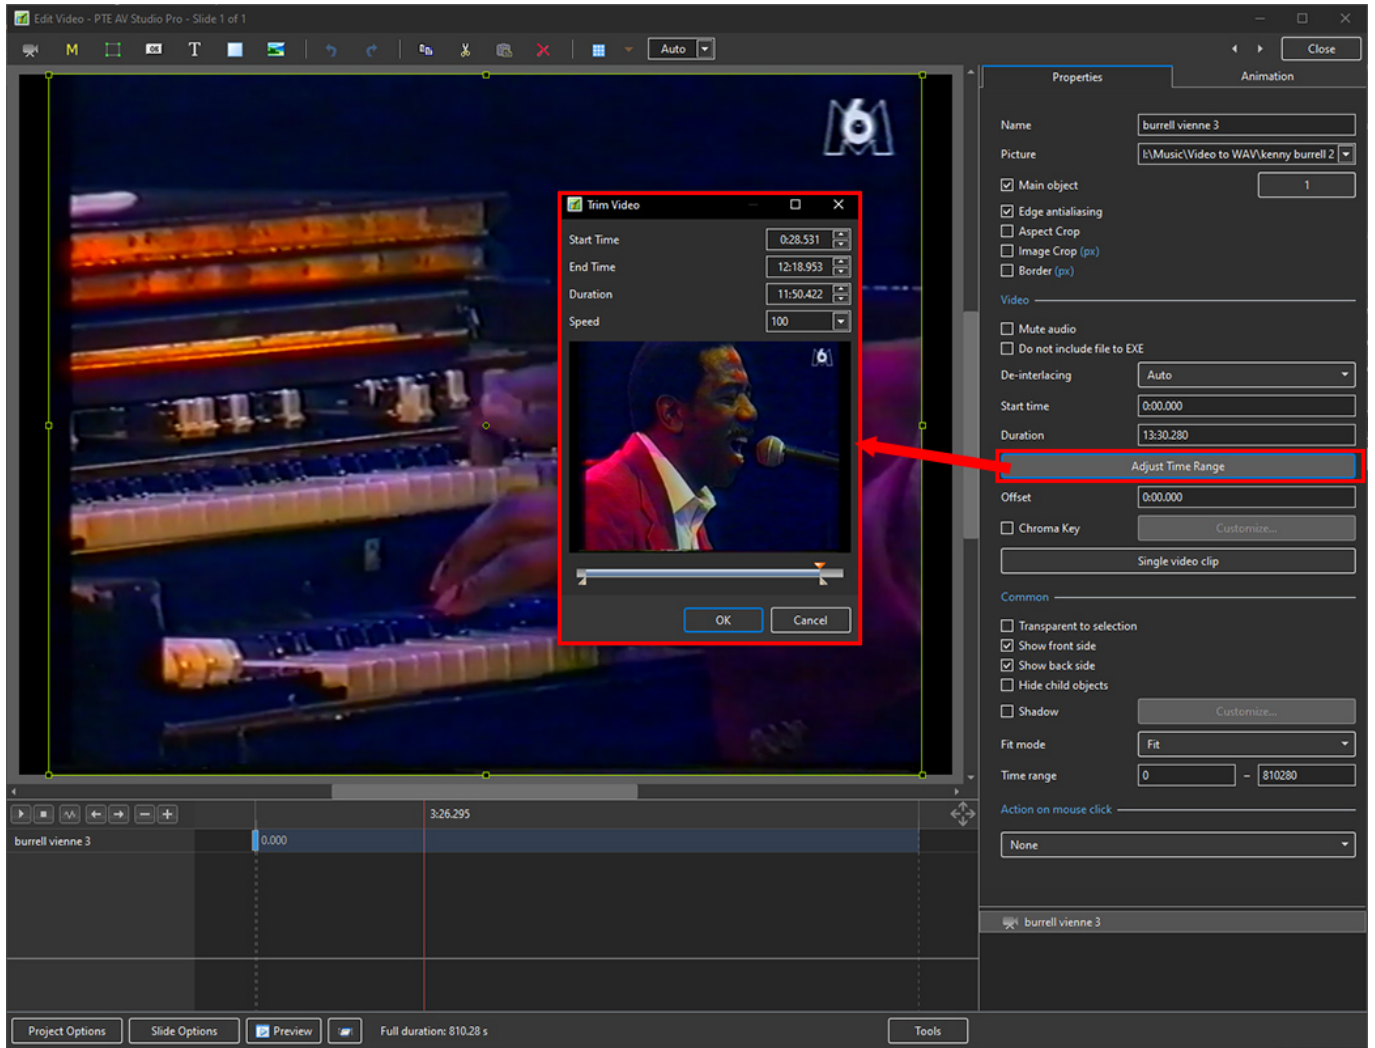 Edit Video - PTE AV Studio Pro - Slide 1 of 1
M
OK
T
Auto
Close
Properties
Animation
Name
burrell vienne 3
Picture
I:\Music\Video to WAV\kenny burrell 2
Main object
1
Edge antialiasing
Aspect Crop
Image Crop (px)
Border (px)
Video
Mute audio
Do not include file to EXE
De-interlacing
Auto
Start time
0:00.000
Duration
13:30.280
Adjust Time Range
Offset
0:00.000
Chroma Key
Customize...
Single video clip
Common
Transparent to selection
Show front side
Show back side
Hide child objects
Shadow
Customize...
Fit mode
Fit
Time range
0
–
810280
Action on mouse click
None
burrell vienne 3
M6
Trim Video
Start Time
0:28.531
End Time
12:18.953
Duration
11:50.422
Speed
100
M6
OK
Cancel
3:26.295
burrell vienne 3
0.000
Project Options
Slide Options
Preview
Full duration: 810.28 s
Tools